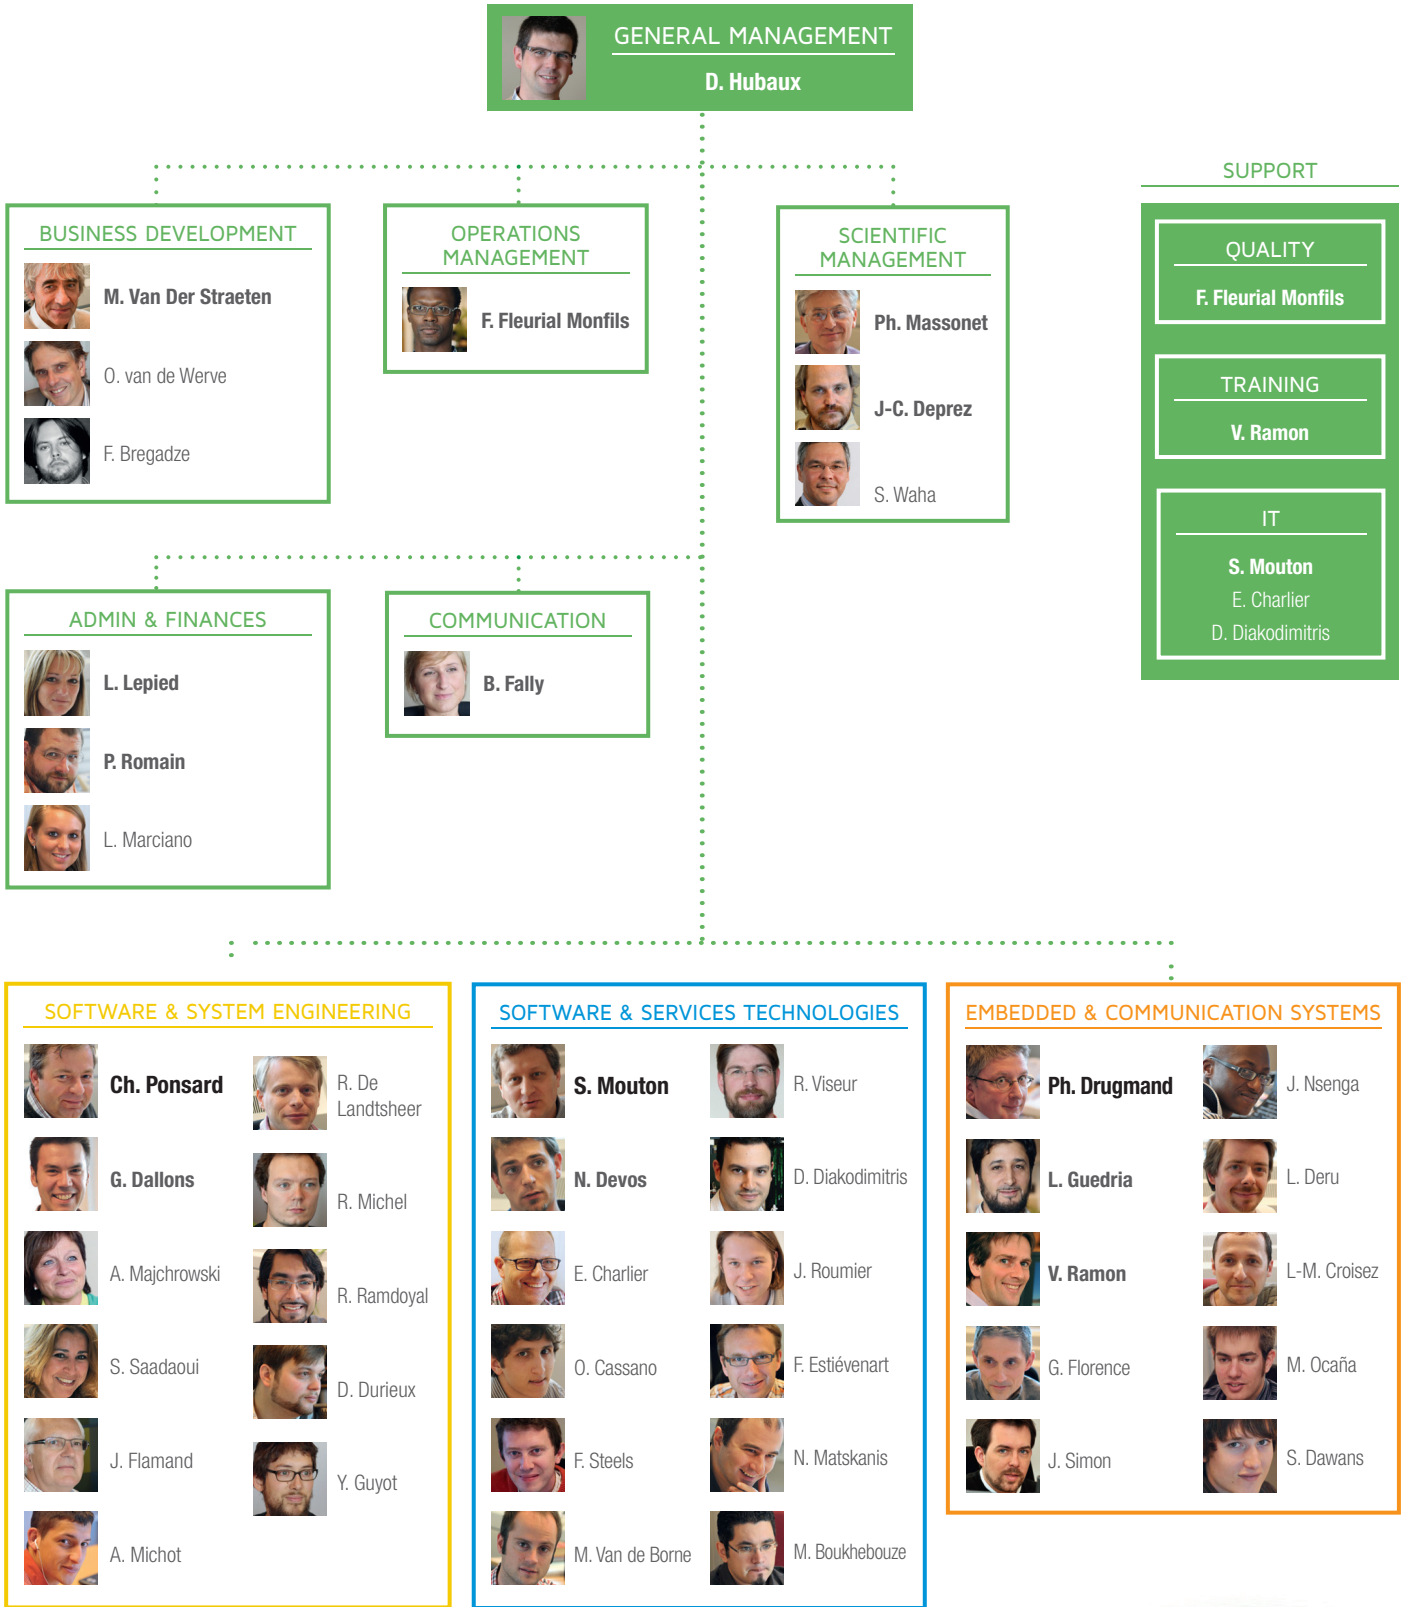 GENERAL MANAGEMENT
D. Hubaux
BUSINESS DEVELOPMENT
M. Van Der Straeten
O. van de Werve
F. Bregadze
OPERATIONS
MANAGEMENT
F. Fleurial Monfils
SCIENTIFIC
MANAGEMENT
Ph. Massonet
J-C. Deprez
S. Waha
SUPPORT
QUALITY
F. Fleurial Monfils
TRAINING
V. Ramon
IT
S. Mouton
E. Charlier
D. Diakodimitris
ADMIN & FINANCES
L. Lepied
P. Romain
L. Marciano
COMMUNICATION
B. Fally
SOFTWARE & SYSTEM ENGINEERING
Ch. Ponsard
G. Dallons
A. Majchrowski
S. Saadaoui
J. Flamand
A. Michot
R. De
Landtsheer
R. Michel
R. Ramdoyal
D. Durieux
Y. Guyot
SOFTWARE & SERVICES TECHNOLOGIES
S. Mouton
N. Devos
E. Charlier
O. Cassano
F. Steels
M. Van de Borne
R. Viseur
D. Diakodimitris
J. Roumier
F. Estiévenart
N. Matskanis
M. Boukhebouze
EMBEDDED & COMMUNICATION SYSTEMS
Ph. Drugmand
L. Guedria
V. Ramon
G. Florence
J. Simon
J. Nsenga
L. Deru
L-M. Croisez
M. Ocaña
S. Dawans